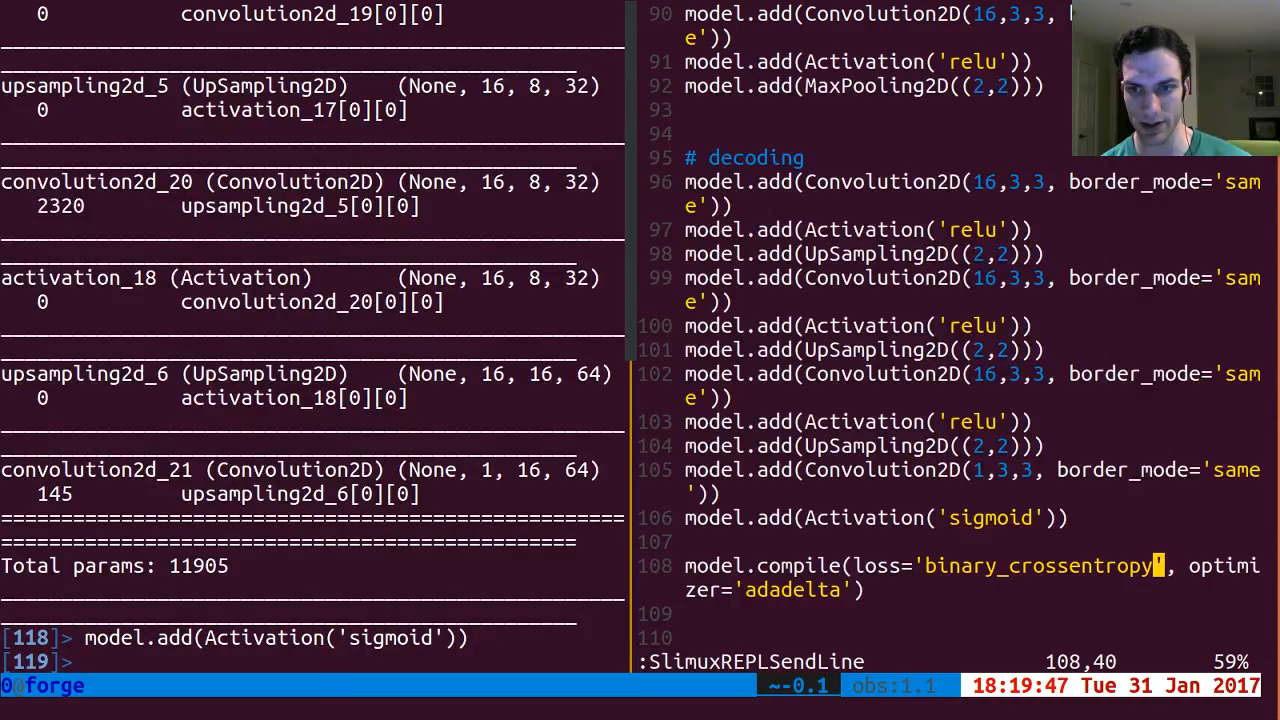 0           convolution2d_19[0][0]
upsampling2d_5 (UpSampling2D)    (None, 16, 8, 32)
0           activation_17[0][0]
convolution2d_20 (Convolution2D) (None, 16, 8, 32)
2320        upsampling2d_5[0][0]
activation_18 (Activation)       (None, 16, 8, 32)
0           convolution2d_20[0][0]
upsampling2d_6 (UpSampling2D)    (None, 16, 16, 64)
0           activation_18[0][0]
convolution2d_21 (Convolution2D) (None, 1, 16, 64)
145         upsampling2d_6[0][0]
Total params: 11905
[118]> model.add(Activation('sigmoid'))
[119]>
90 model.add(Convolution2D(16,3,3,
e'))
91 model.add(Activation('relu'))
92 model.add(MaxPooling2D((2,2)))
93
94
95 # decoding
96 model.add(Convolution2D(16,3,3, border_mode='sam
e'))
97 model.add(Activation('relu'))
98 model.add(UpSampling2D((2,2)))
99 model.add(Convolution2D(16,3,3, border_mode='sam
e'))
100 model.add(Activation('relu'))
101 model.add(UpSampling2D((2,2)))
102 model.add(Convolution2D(16,3,3, border_mode='sam
e'))
103 model.add(Activation('relu'))
104 model.add(UpSampling2D((2,2)))
105 model.add(Convolution2D(1,3,3, border_mode='same
'))
106 model.add(Activation('sigmoid'))
107
108 model.compile(loss='binary_crossentropy', optimi
zer='adadelta')
109
110
:SlimuxREPLSendLine 108,40 59%
0@forge ~-0.1 obs:1.1 18:19:47 Tue 31 Jan 2017